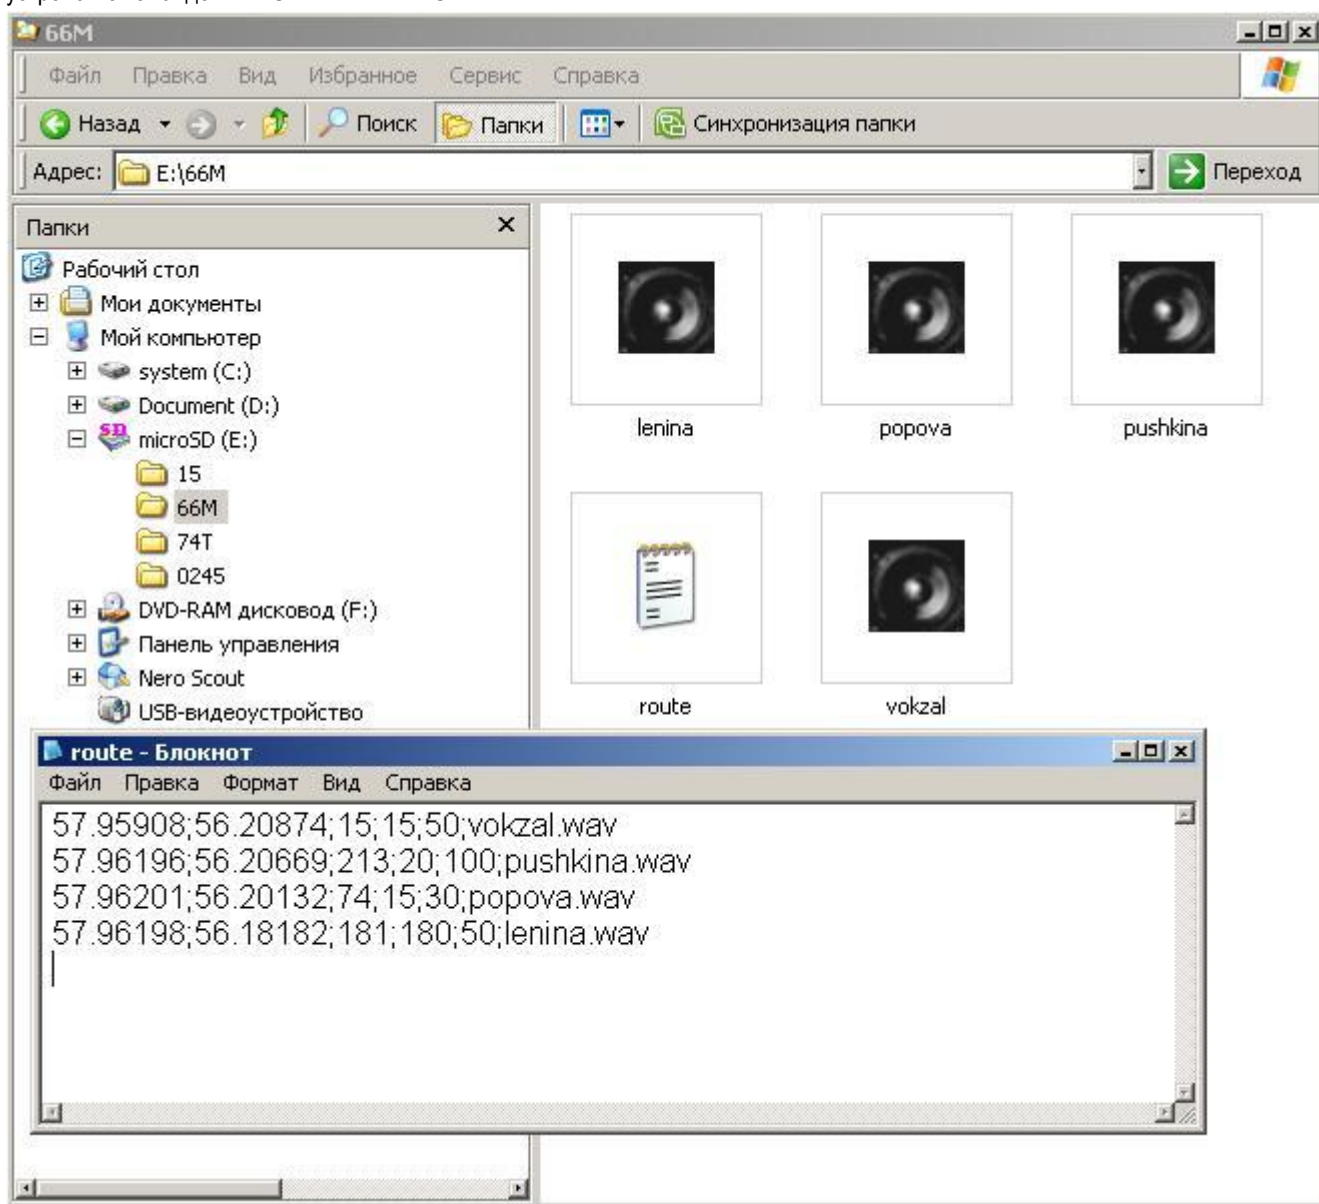 66М
Файл Правка Вид Избранное Сервис Справка
Назад Поиск Папки Синхронизация папки
Адрес: E:\66М Переход
Папки
Рабочий стол
Мои документы
Мой компьютер
system (C:)
Document (D:)
microSD (E:)
15
66М
74Т
0245
DVD-RAM дисковод (F:)
Панель управления
Nero Scout
USB-видеоустройство
lenina popova pushkina
route vokzal
route - Блокнот
Файл Правка Формат Вид Справка
57.95908;56.20874;15;15;50;vokzal.wav
57.96196;56.20669;213;20;100;pushkina.wav
57.96201;56.20132;74;15;30;popova.wav
57.96198;56.18182;181;180;50;lenina.wav